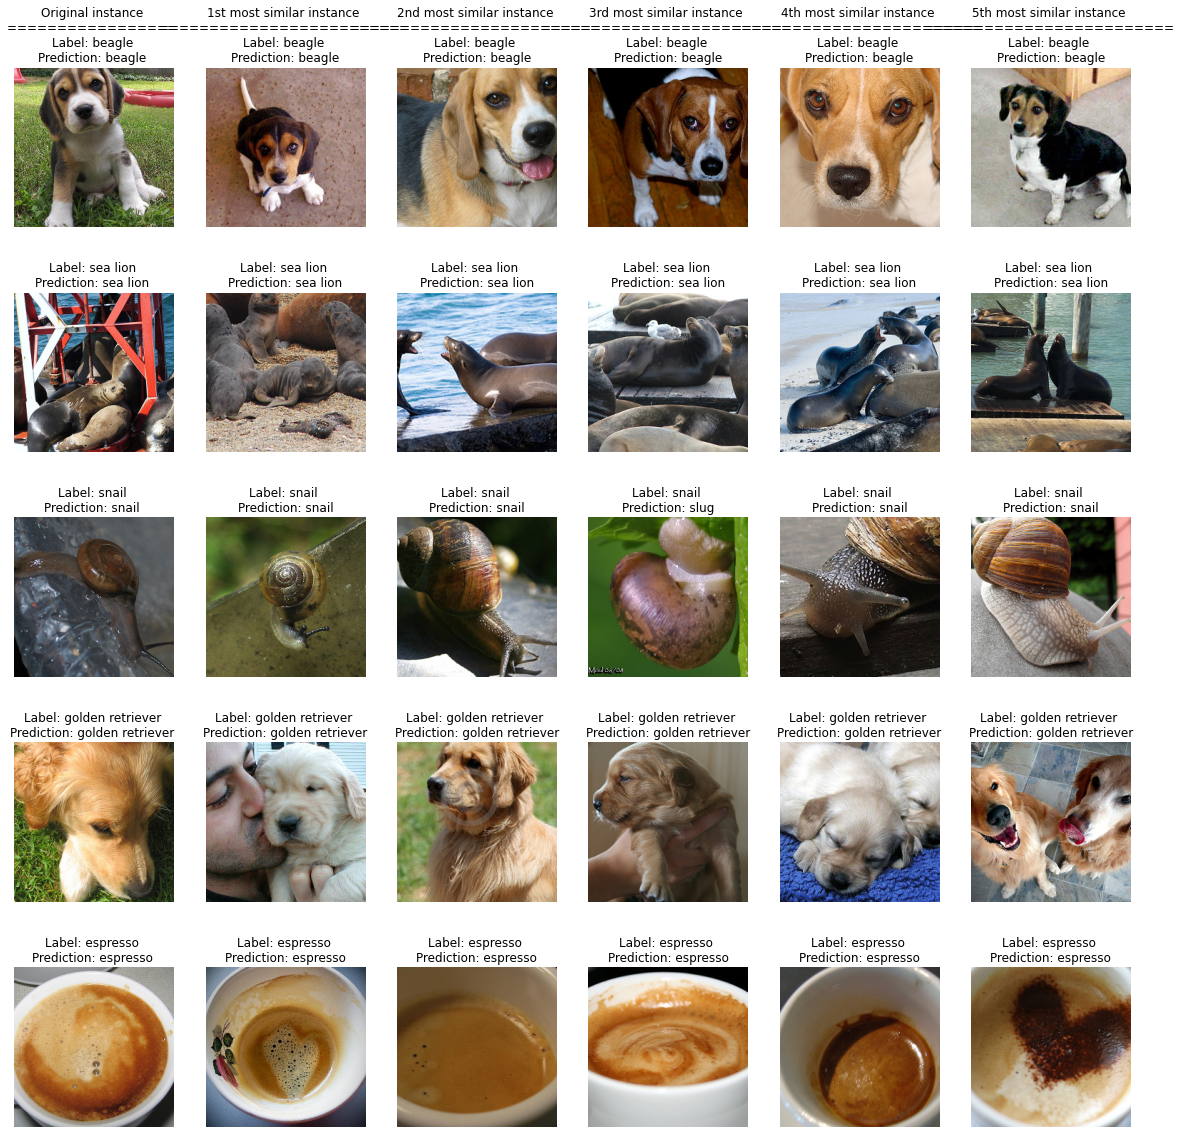 Original instance 1st most similar instance 2nd most similar instance 3rd most similar instance 4th most similar instance 5th most similar instance
Label: beagle Label: beagle Label: beagle Label: beagle Label: beagle Label: beagle
Prediction: beagle Prediction: beagle Prediction: beagle Prediction: beagle Prediction: beagle Prediction: beagle
Label: sea lion Label: sea lion Label: sea lion Label: sea lion Label: sea lion Label: sea lion
Prediction: sea lion Prediction: sea lion Prediction: sea lion Prediction: sea lion Prediction: sea lion Prediction: sea lion
Label: snail Label: snail Label: snail Label: snail Label: snail Label: snail
Prediction: snail Prediction: snail Prediction: snail Prediction: slug Prediction: snail Prediction: snail
Label: golden retriever Label: golden retriever Label: golden retriever Label: golden retriever Label: golden retriever Label: golden retriever
Prediction: golden retriever Prediction: golden retriever Prediction: golden retriever Prediction: golden retriever Prediction: golden retriever Prediction: golden retriever
Label: espresso Label: espresso Label: espresso Label: espresso Label: espresso Label: espresso
Prediction: espresso Prediction: espresso Prediction: espresso Prediction: espresso Prediction: espresso Prediction: espresso